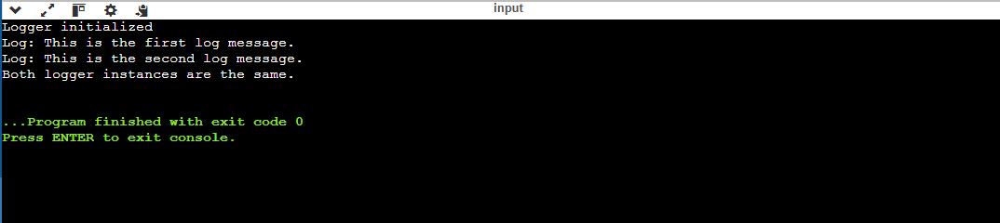 input
Logger initialized
Log: This is the first log message.
Log: This is the second log message.
Both logger instances are the same.
...Program finished with exit code 0
Press ENTER to exit console.